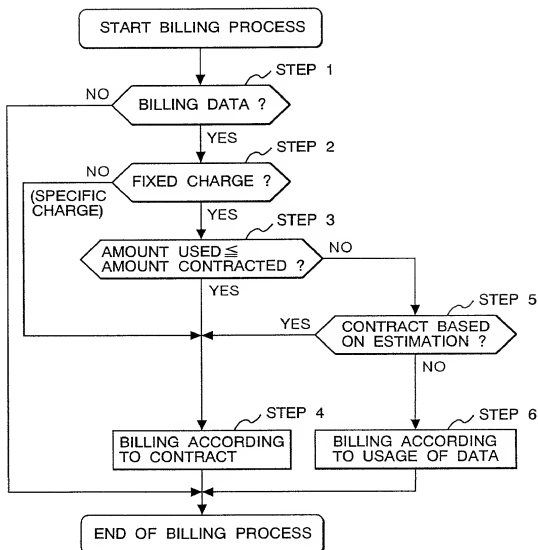 START BILLING PROCESS
STEP 1
NO
BILLING DATA ?
YES
STEP 2
NO
FIXED CHARGE ?
(SPECIFIC
CHARGE)
YES
STEP 3
AMOUNT USED≦
AMOUNT CONTRACTED ?
NO
YES
STEP 5
YES
CONTRACT BASED
ON ESTIMATION ?
NO
STEP 4
STEP 6
BILLING ACCORDING
TO CONTRACT
BILLING ACCORDING
TO USAGE OF DATA
END OF BILLING PROCESS